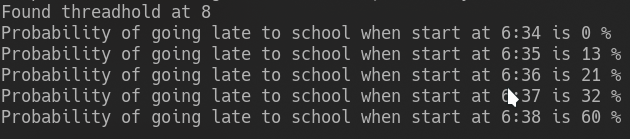 Found threadhold at 8
Probability of going late to school when start at 6:34 is 0 %
Probability of going late to school when start at 6:35 is 13 %
Probability of going late to school when start at 6:36 is 21 %
Probability of going late to school when start at 6:37 is 32 %
Probability of going late to school when start at 6:38 is 60 %